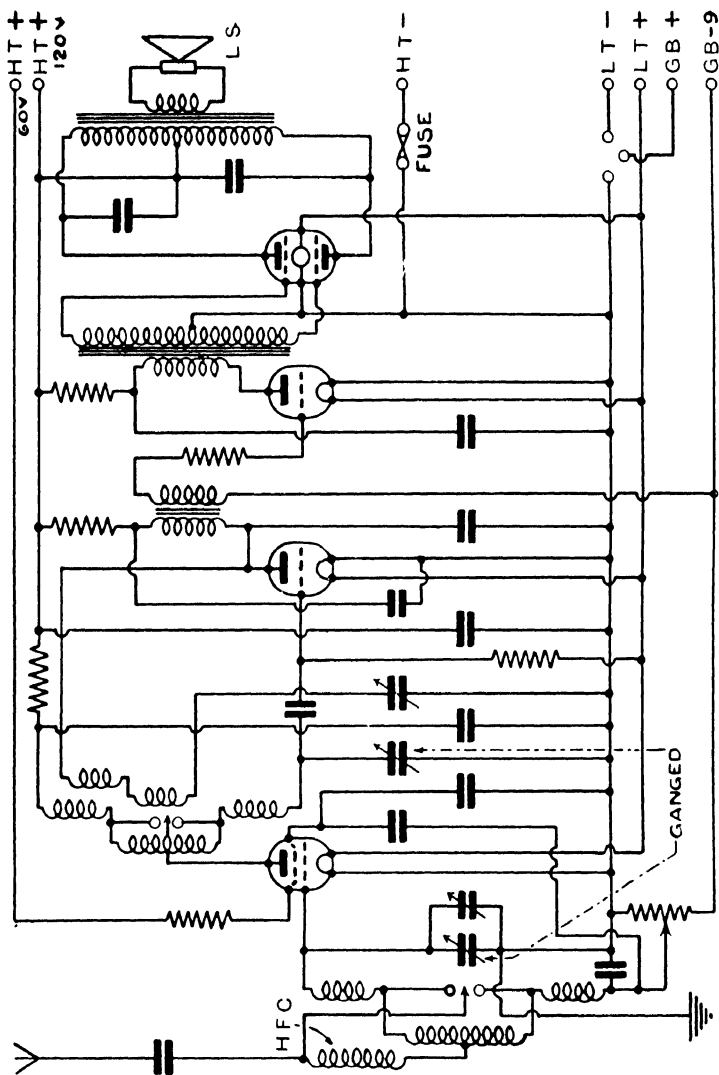 HT+
60V
HT+
120V
LS
HT-
FUSE
LT-
LT+
GB+
GB-9
GANGED
HFC